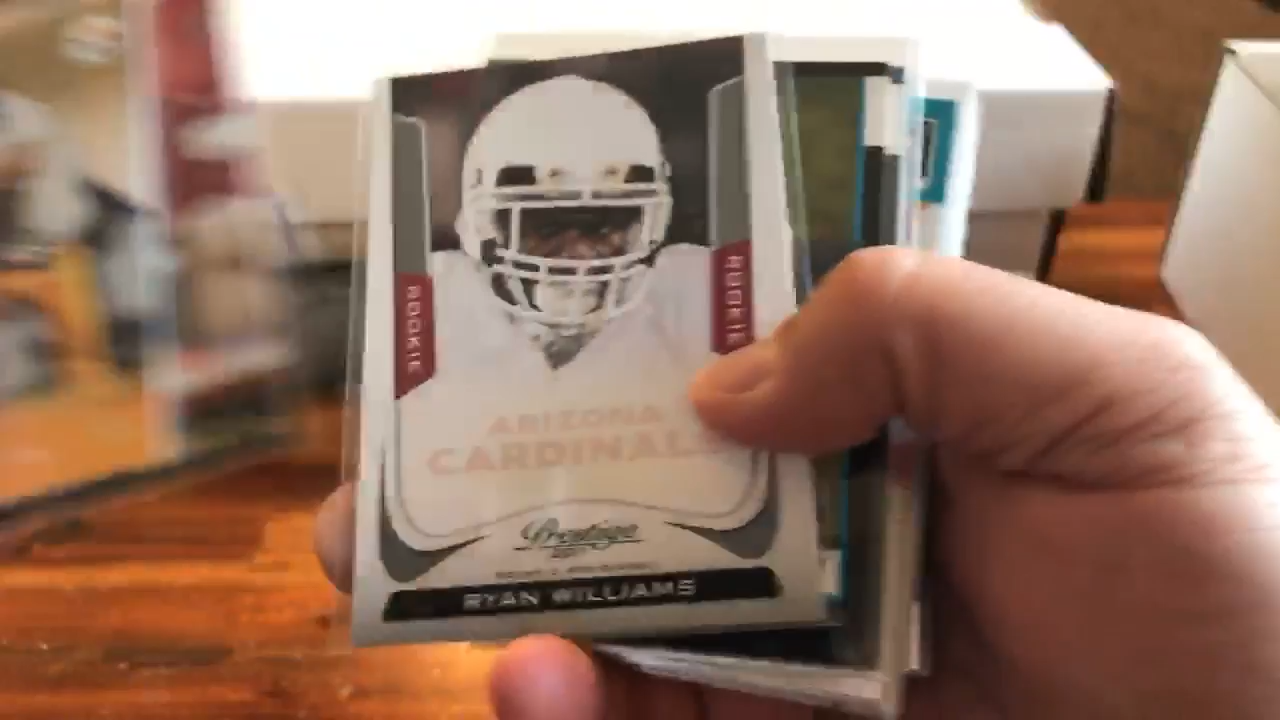 ROOKIE
ROOKIE
ARIZONA
CARDINALS
Prestige
RYAN WILLIAMS